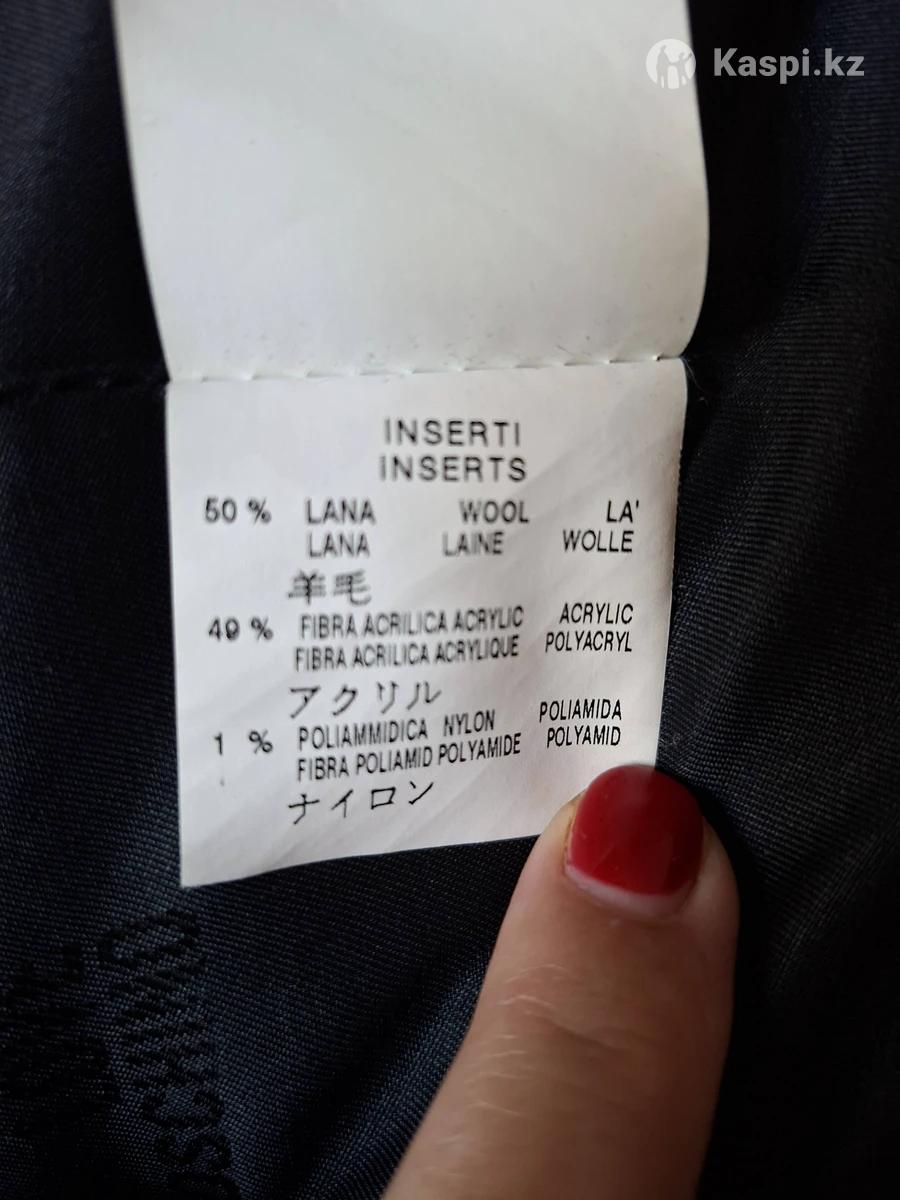 Kaspi.kz
INSERTI
INSERTS
50 % LANA WOOL LA'
LANA LAINE WOLLE
羊毛
49 % FIBRA ACRILICA ACRYLIC ACRYLIC
FIBRA ACRILICA ACRYLIQUE POLYACRYL
アクリル
1 % POLIAMMIDICA NYLON POLIAMIDA
FIBRA POLIAMID POLYAMIDE POLYAMID
ナイロン